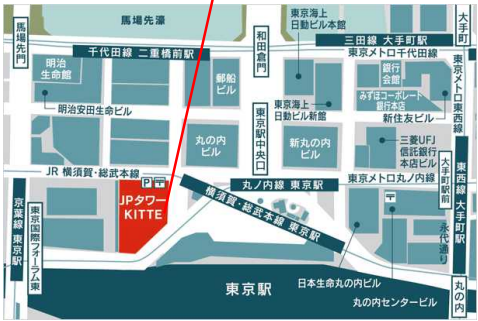 馬場先濠
馬場先門
和田倉門
大手町
千代田線 二重橋前駅
三田線 大手町駅
東京メトロ千代田線
明治
生命館
明治安田生命ビル
郵船
ビル
東京海上
日動ビル本館
東京海上
日動ビル新館
銀行
会館
みずほコーポレート
銀行本店
新住友ビル
東京メトロ東西線
東京駅中央口
丸の内
ビル
新丸の内
ビル
三菱UFJ
信託銀行
本店ビル
大手町駅前
東西線 大手町駅
JR 横須賀・総武本線
丸ノ内線 東京駅
東京メトロ丸ノ内線
P
〒
JPタワー
KITTE
横須賀・総武本線 東京駅
〒
永代通り
京葉線 東京駅
東京国際フォーラム東
東京駅
日本生命丸の内ビル
丸の内センタービル
丸の内